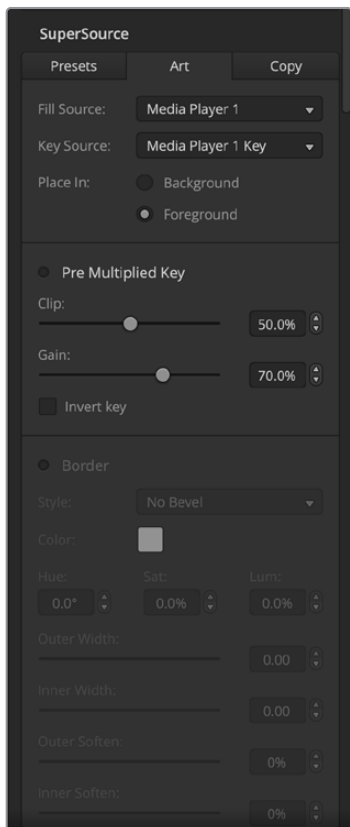 SuperSource
Presets Art Copy
Fill Source: Media Player 1
Key Source: Media Player 1 Key
Place In: Background
Foreground
Pre Multiplied Key
Clip:
50.0%
Gain:
70.0%
Invert key
Border
Style: No Bevel
Color:
Hue: Sat: Lum:
0.0° 0.0% 0.0%
Outer Width:
0.00
Inner Width:
0.00
Outer Soften:
0%
Inner Soften:
0%